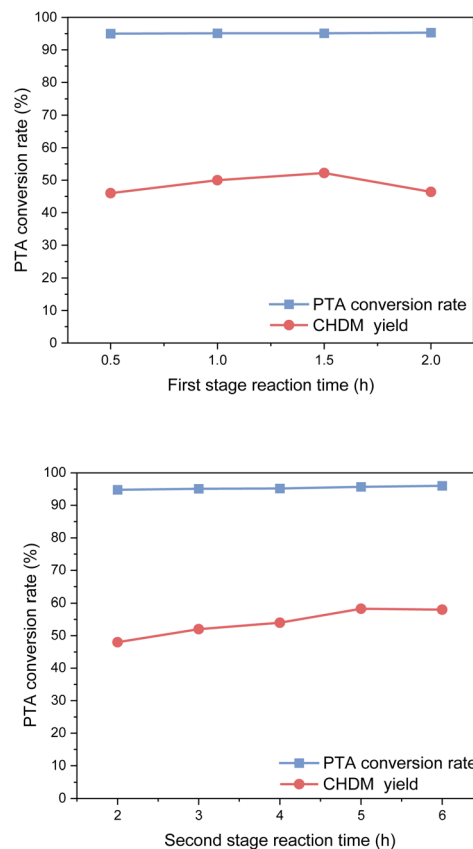 100
90
80
70
60
50
40
30
20
10
0
PTA conversion rate (%)
PTA conversion rate
CHDM yield
0.5 1.0 1.5 2.0
First stage reaction time (h)
100
90
80
70
60
50
40
30
20
10
0
PTA conversion rate (%)
PTA conversion rate
CHDM yield
2 3 4 5 6
Second stage reaction time (h)